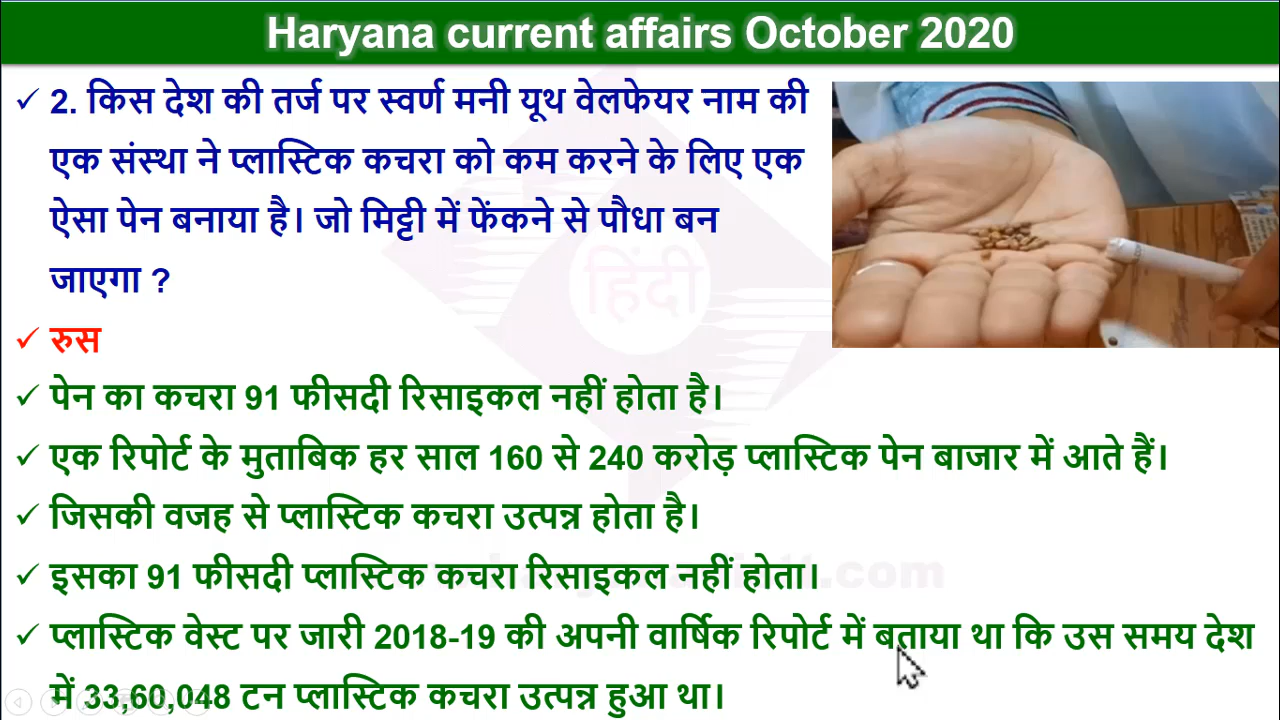 Haryana current affairs October 2020
✓ 2. किस देश की तर्ज पर स्वर्ण मनी यूथ वेलफेयर नाम की
एक संस्था ने प्लास्टिक कचरा को कम करने के लिए एक
ऐसा पेन बनाया है। जो मिट्टी में फेंकने से पौधा बन
जाएगा ?
✓ रुस
✓ पेन का कचरा 91 फीसदी रिसाइकल नहीं होता है।
✓ एक रिपोर्ट के मुताबिक हर साल 160 से 240 करोड़ प्लास्टिक पेन बाजार में आते हैं।
✓ जिसकी वजह से प्लास्टिक कचरा उत्पन्न होता है।
✓ इसका 91 फीसदी प्लास्टिक कचरा रिसाइकल नहीं होता।
✓ प्लास्टिक वेस्ट पर जारी 2018-19 की अपनी वार्षिक रिपोर्ट में बताया था कि उस समय देश
में 33,60,048 टन प्लास्टिक कचरा उत्पन्न हुआ था।
हिंदी